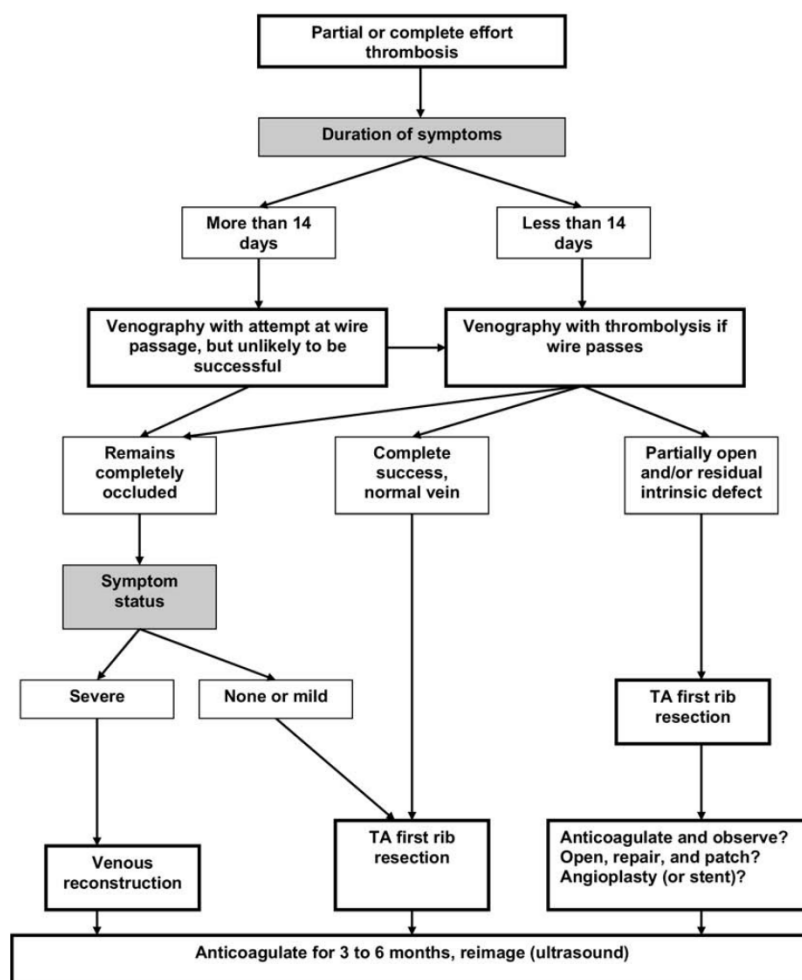 Partial or complete effort
thrombosis
Duration of symptoms
More than 14
days
Less than 14
days
Venography with attempt at wire
passage, but unlikely to be
successful
Venography with thrombolysis if
wire passes
Remains
completely
occluded
Complete
success,
normal vein
Partially open
and/or residual
intrinsic defect
Symptom
status
Severe
None or mild
TA first rib
resection
Venous
reconstruction
TA first rib
resection
Anticoagulate and observe?
Open, repair, and patch?
Angioplasty (or stent)?
Anticoagulate for 3 to 6 months, reimage (ultrasound)